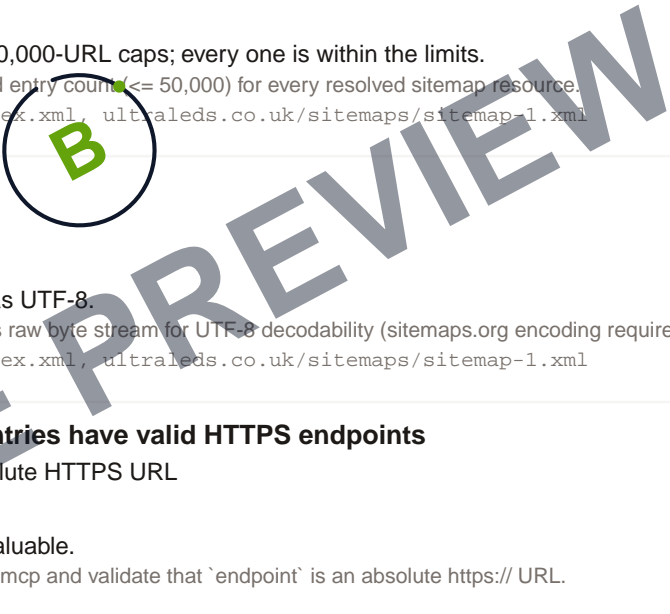 0,000-URL caps; every one is within the limits.
d entry count (<= 50,000) for every resolved sitemap resource.
ex.xml, ultraleds.co.uk/sitemaps/sitemap-1.xml
B
PREVIEW
s UTF-8.
s raw byte stream for UTF-8 decodability (sitemaps.org encoding require
ex.xml, ultraleds.co.uk/sitemaps/sitemap-1.xml
ntries have valid HTTPS endpoints
lute HTTPS URL
aluable.
mcp and validate that `endpoint` is an absolute https:// URL.